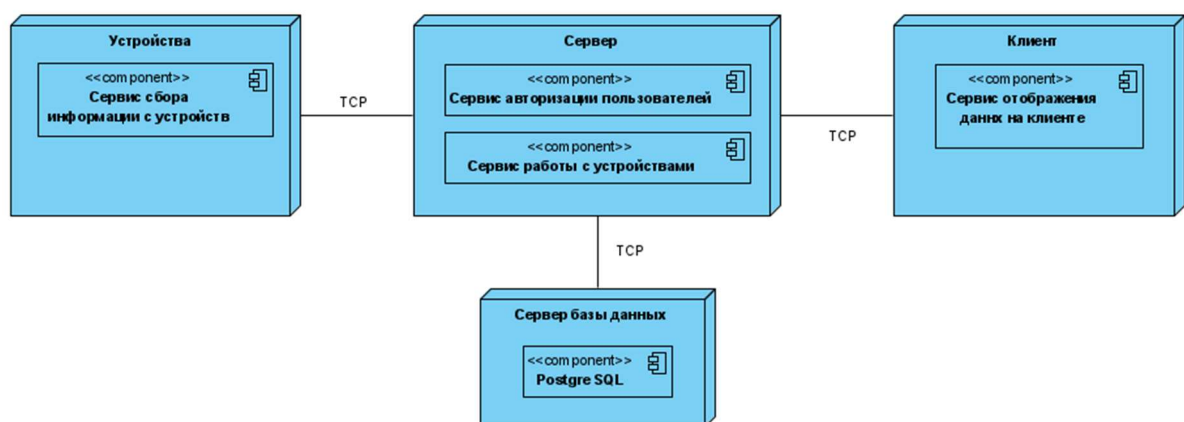 Устройства
<<component>>
Сервис сбора
информации с устройств
TCP
Сервер
<<component>>
Сервис авторизации пользователей
<<component>>
Сервис работы с устройствами
TCP
Клиент
<<component>>
Сервис отображения
даннх на клиенте
TCP
Сервер базы данных
<<component>>
Postgre SQL